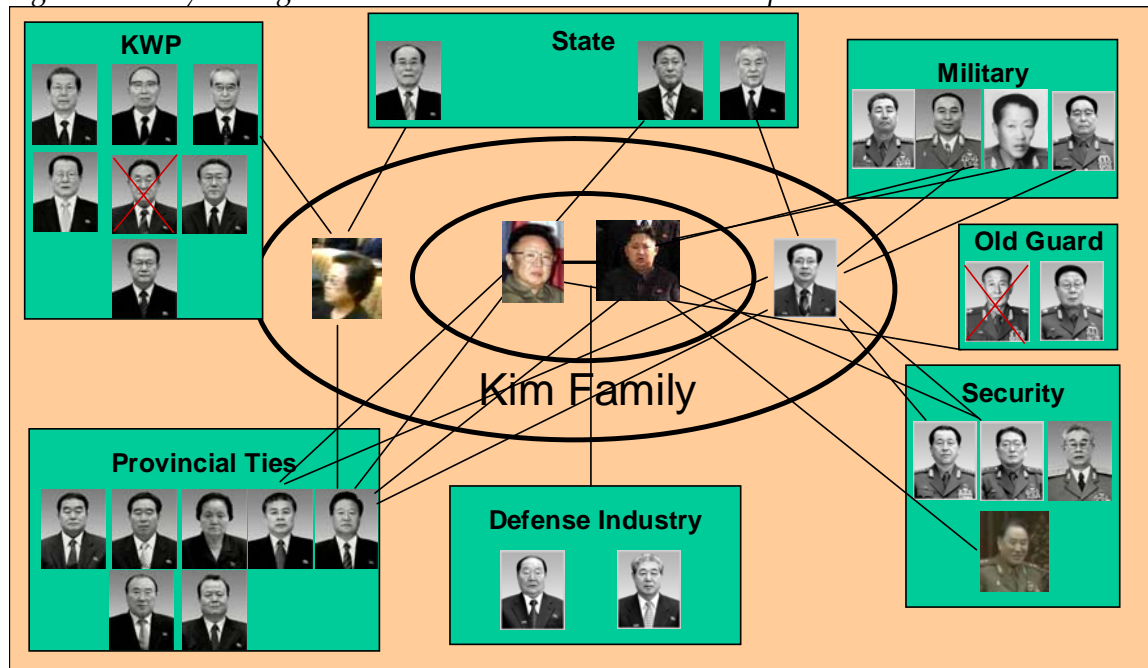 KWP
State
Military
Old Guard
Kim Family
Security
Provincial Ties
Defense Industry